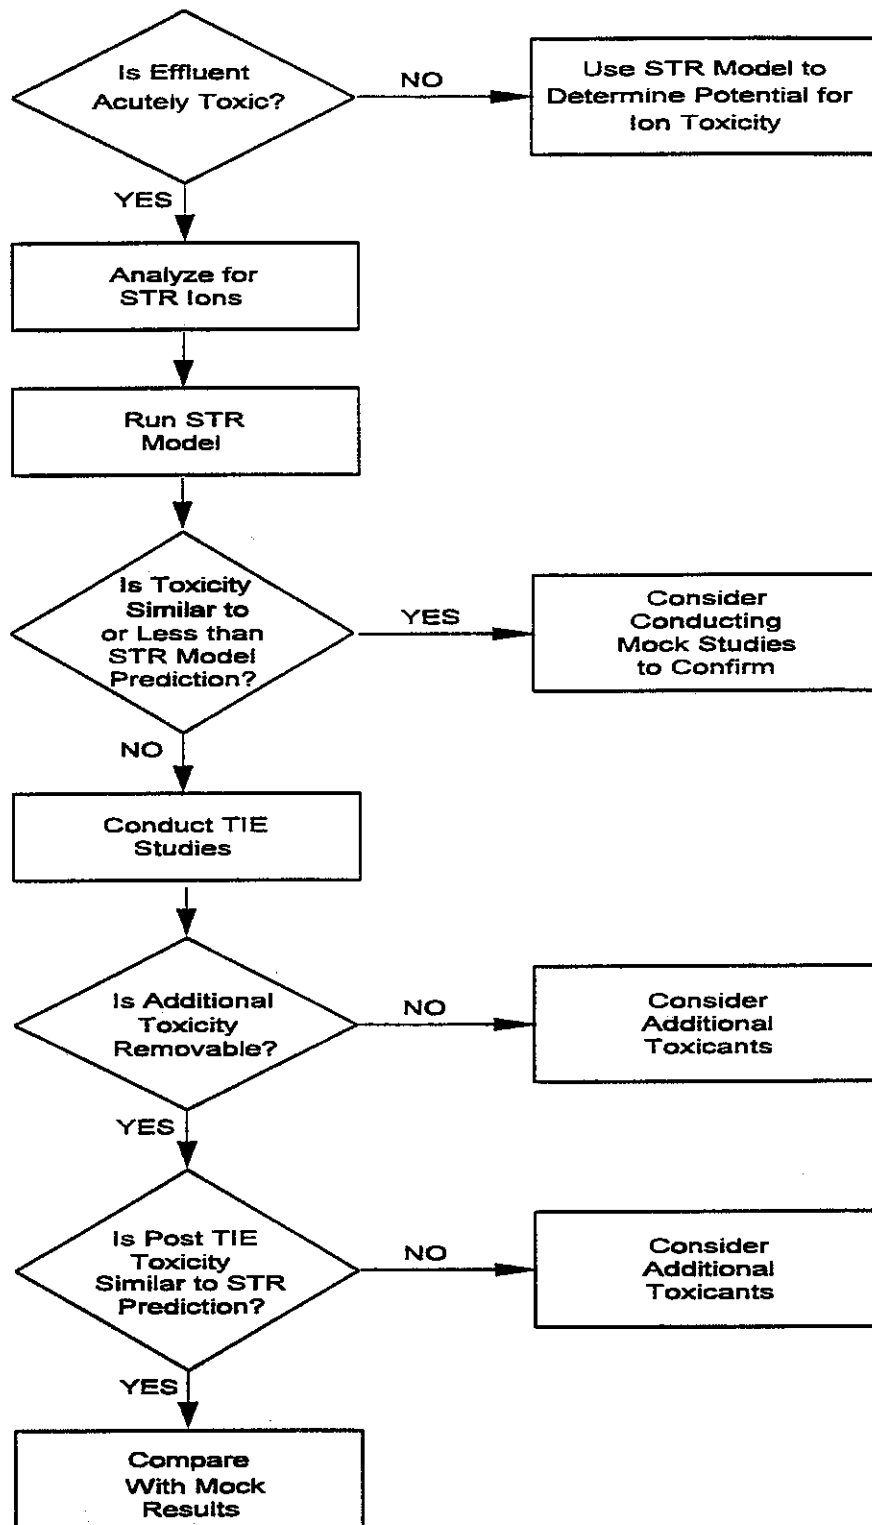 Is Effluent
Acutely Toxic?
NO
Use STR Model to
Determine Potential for
Ion Toxicity
YES
Analyze for
STR Ions
Run STR
Model
Is Toxicity
Similar to
or Less than
STR Model
Prediction?
YES
Consider
Conducting
Mock Studies
to Confirm
NO
Conduct TIE
Studies
Is Additional
Toxicity
Removable?
NO
Consider
Additional
Toxicants
YES
Is Post TIE
Toxicity
Similar to STR
Prediction?
NO
Consider
Additional
Toxicants
YES
Compare
With Mock
Results